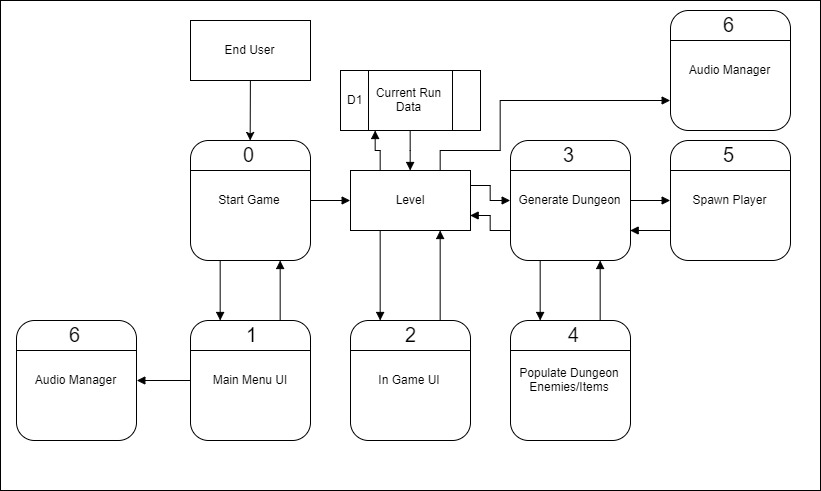 6
Audio Manager
End User
D1
Current Run
Data
0
Start Game
Level
3
Generate Dungeon
5
Spawn Player
6
Audio Manager
1
Main Menu UI
2
In Game UI
4
Populate Dungeon
Enemies/Items